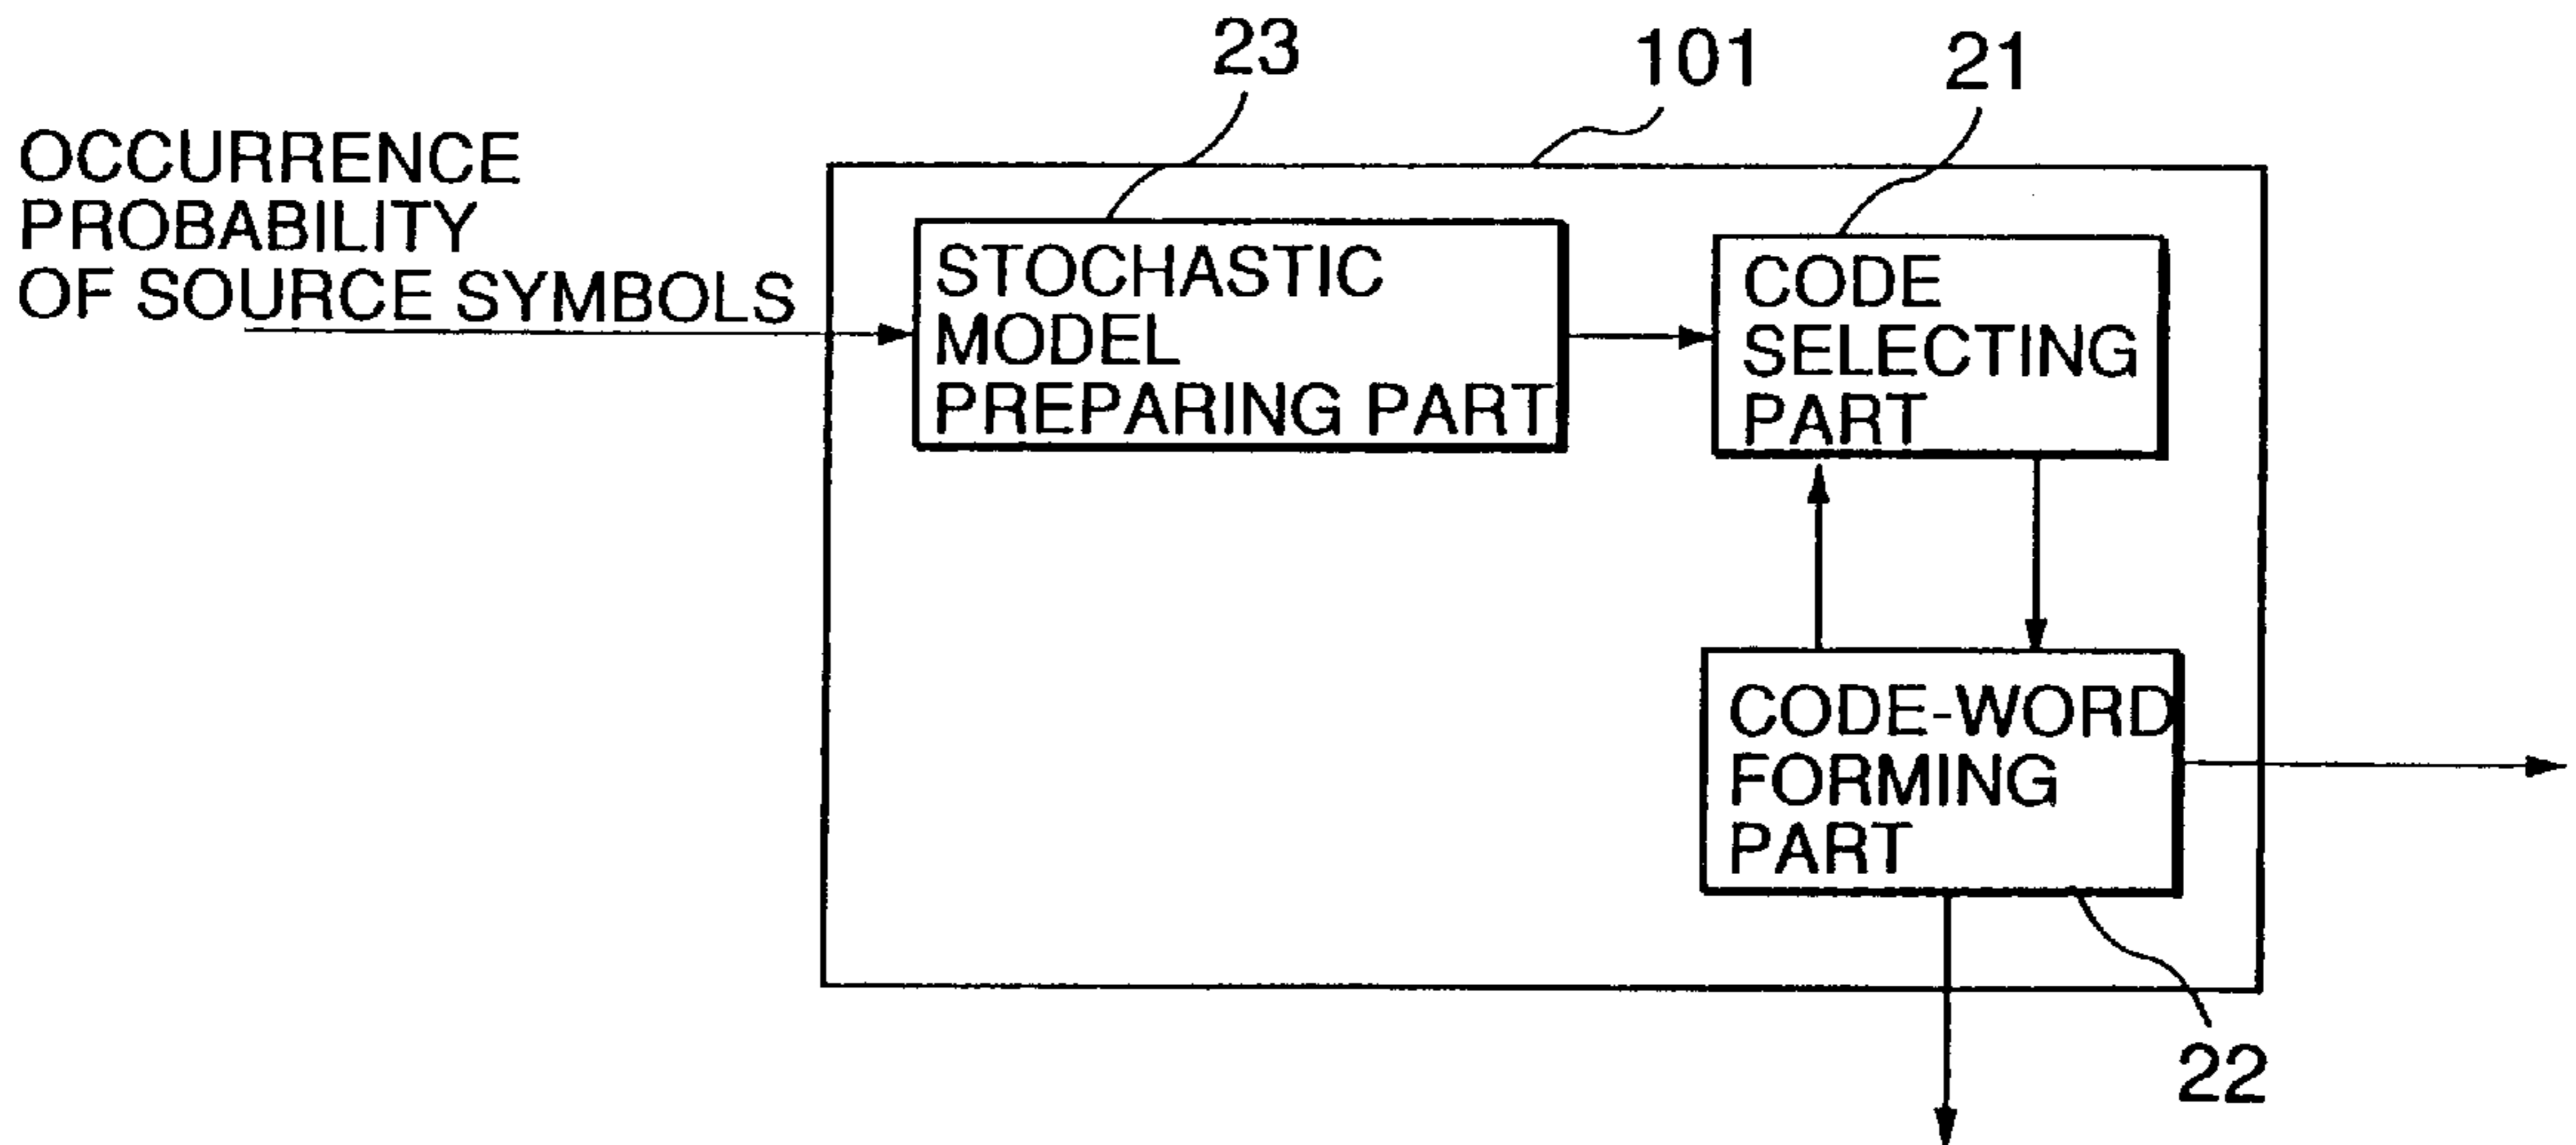 23
101
21
OCCURRENCE
PROBABILITY
OF SOURCE SYMBOLS
STOCHASTIC
MODEL
PREPARING PART
CODE
SELECTING
PART
CODE-WORD
FORMING
PART
22